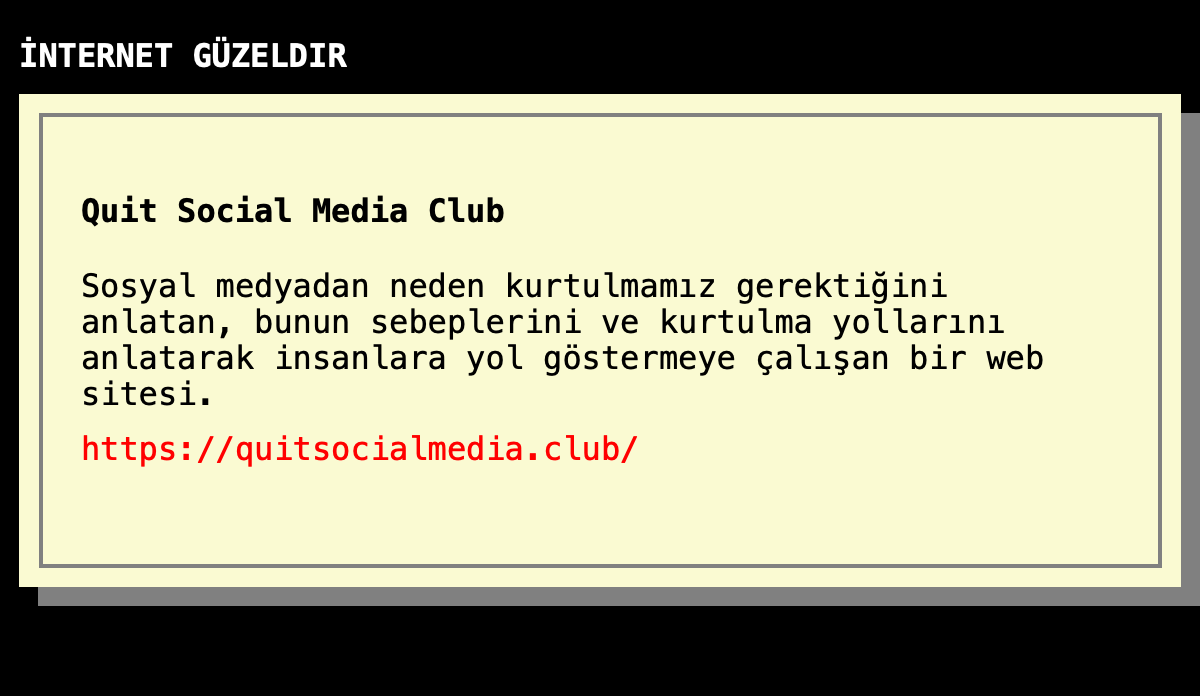 İNTERNET GÜZELDIR
Quit Social Media Club
Sosyal medyadan neden kurtulmamız gerektiğini
anlatan, bunun sebeplerini ve kurtulma yollarını
anlatarak insanlara yol göstermeye çalışan bir web
sitesi.
https://quitsocialmedia.club/